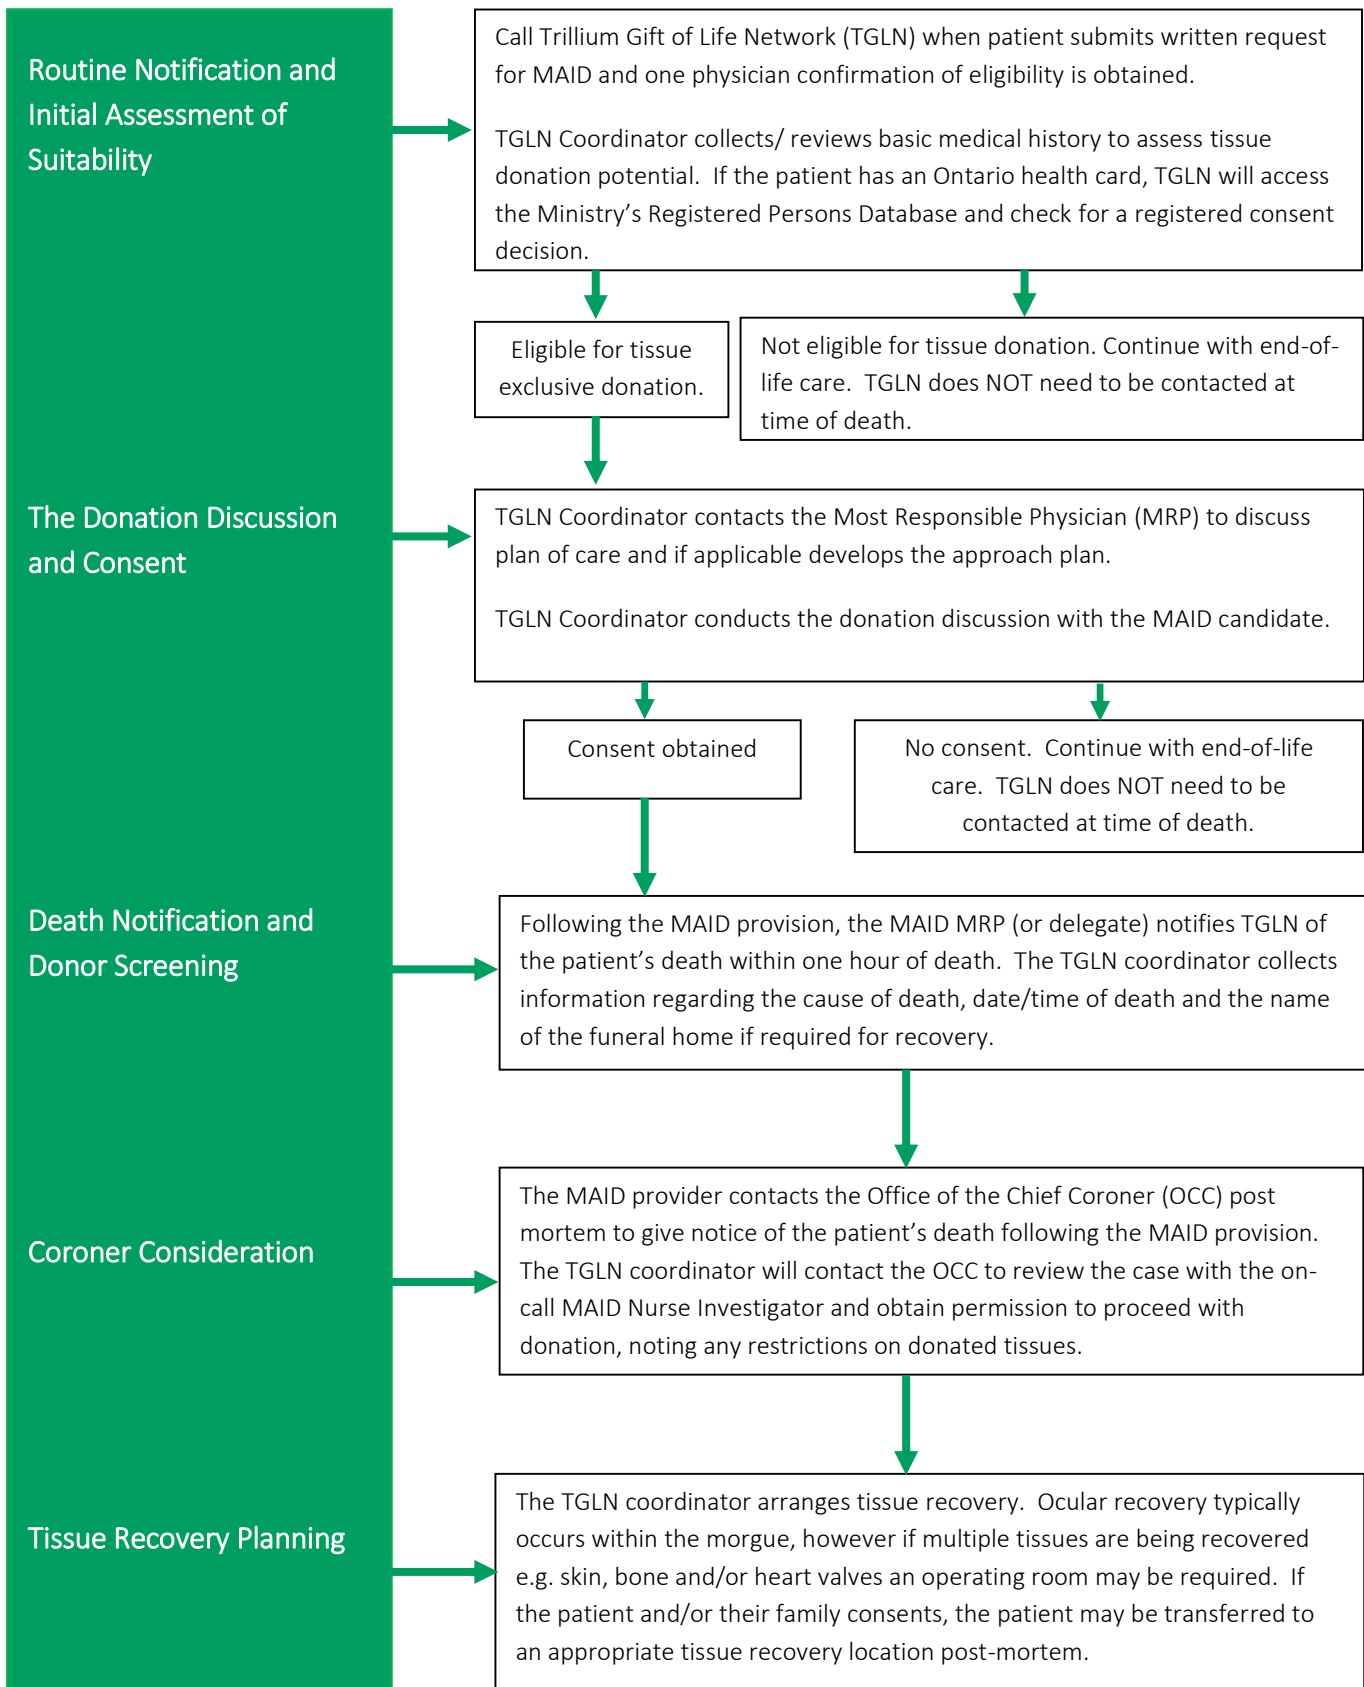 Routine Notification and
Initial Assessment of
Suitability
Call Trillium Gift of Life Network (TGLN) when patient submits written request
for MAID and one physician confirmation of eligibility is obtained.
TGLN Coordinator collects/ reviews basic medical history to assess tissue
donation potential.  If the patient has an Ontario health card, TGLN will access
the Ministry’s Registered Persons Database and check for a registered consent
decision.
Eligible for tissue
exclusive donation.
Not eligible for tissue donation. Continue with end-of-
life care.  TGLN does NOT need to be contacted at
time of death.
The Donation Discussion
and Consent
TGLN Coordinator contacts the Most Responsible Physician (MRP) to discuss
plan of care and if applicable develops the approach plan.
TGLN Coordinator conducts the donation discussion with the MAID candidate.
Consent obtained
No consent.  Continue with end-of-life
care.  TGLN does NOT need to be
contacted at time of death.
Death Notification and
Donor Screening
Following the MAID provision, the MAID MRP (or delegate) notifies TGLN of
the patient’s death within one hour of death.  The TGLN coordinator collects
information regarding the cause of death, date/time of death and the name
of the funeral home if required for recovery.
Coroner Consideration
The MAID provider contacts the Office of the Chief Coroner (OCC) post
mortem to give notice of the patient’s death following the MAID provision.
The TGLN coordinator will contact the OCC to review the case with the on-
call MAID Nurse Investigator and obtain permission to proceed with
donation, noting any restrictions on donated tissues.
Tissue Recovery Planning
The TGLN coordinator arranges tissue recovery.  Ocular recovery typically
occurs within the morgue, however if multiple tissues are being recovered
e.g. skin, bone and/or heart valves an operating room may be required.  If
the patient and/or their family consents, the patient may be transferred to
an appropriate tissue recovery location post-mortem.